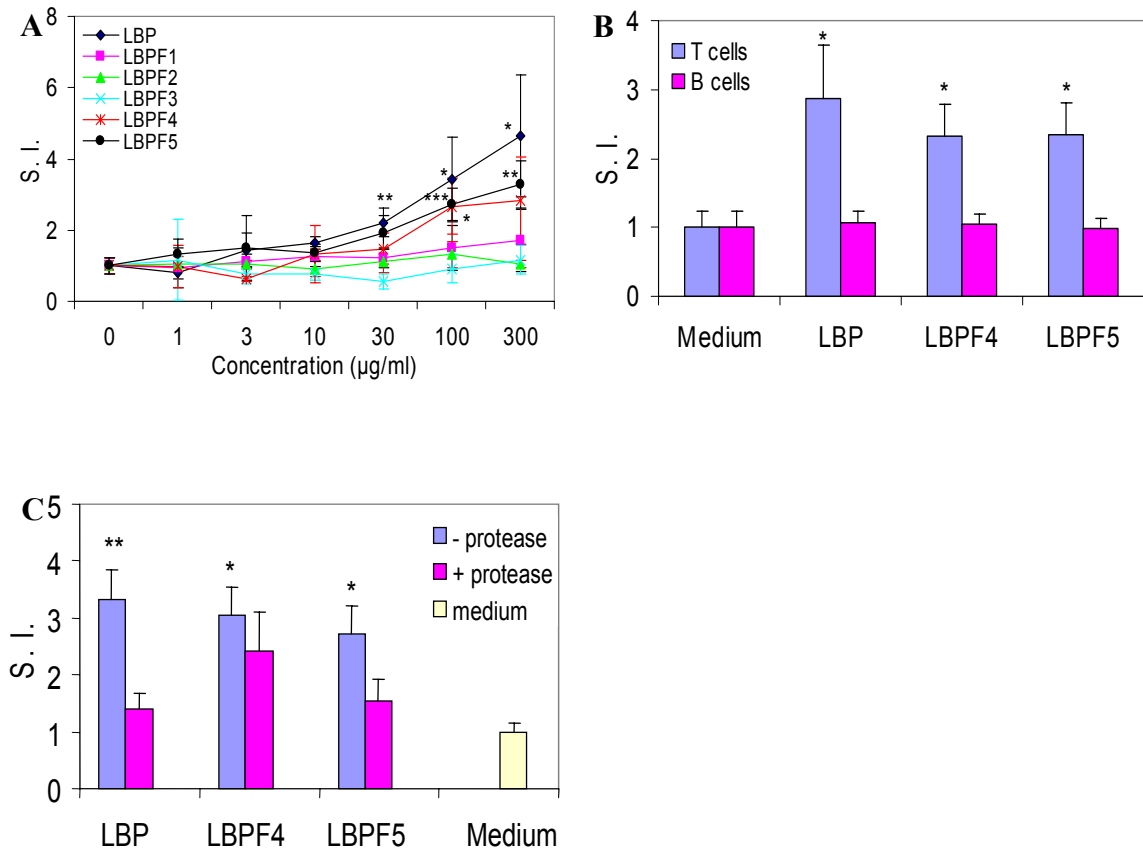 A
8
6
4
2
0
S. I.
LBP
LBPF1
LBPF2
LBPF3
LBPF4
LBPF5
*
*
**
**
***
*
0 1 3 10 30 100 300
Concentration (µg/ml)
B
4
3
2
1
0
S. I.
T cells
B cells
*
*
*
Medium LBP LBPF4 LBPF5
C
5
4
3
2
1
0
S. I.
- protease
+ protease
medium
**
*
*
LBP LBPF4 LBPF5 Medium